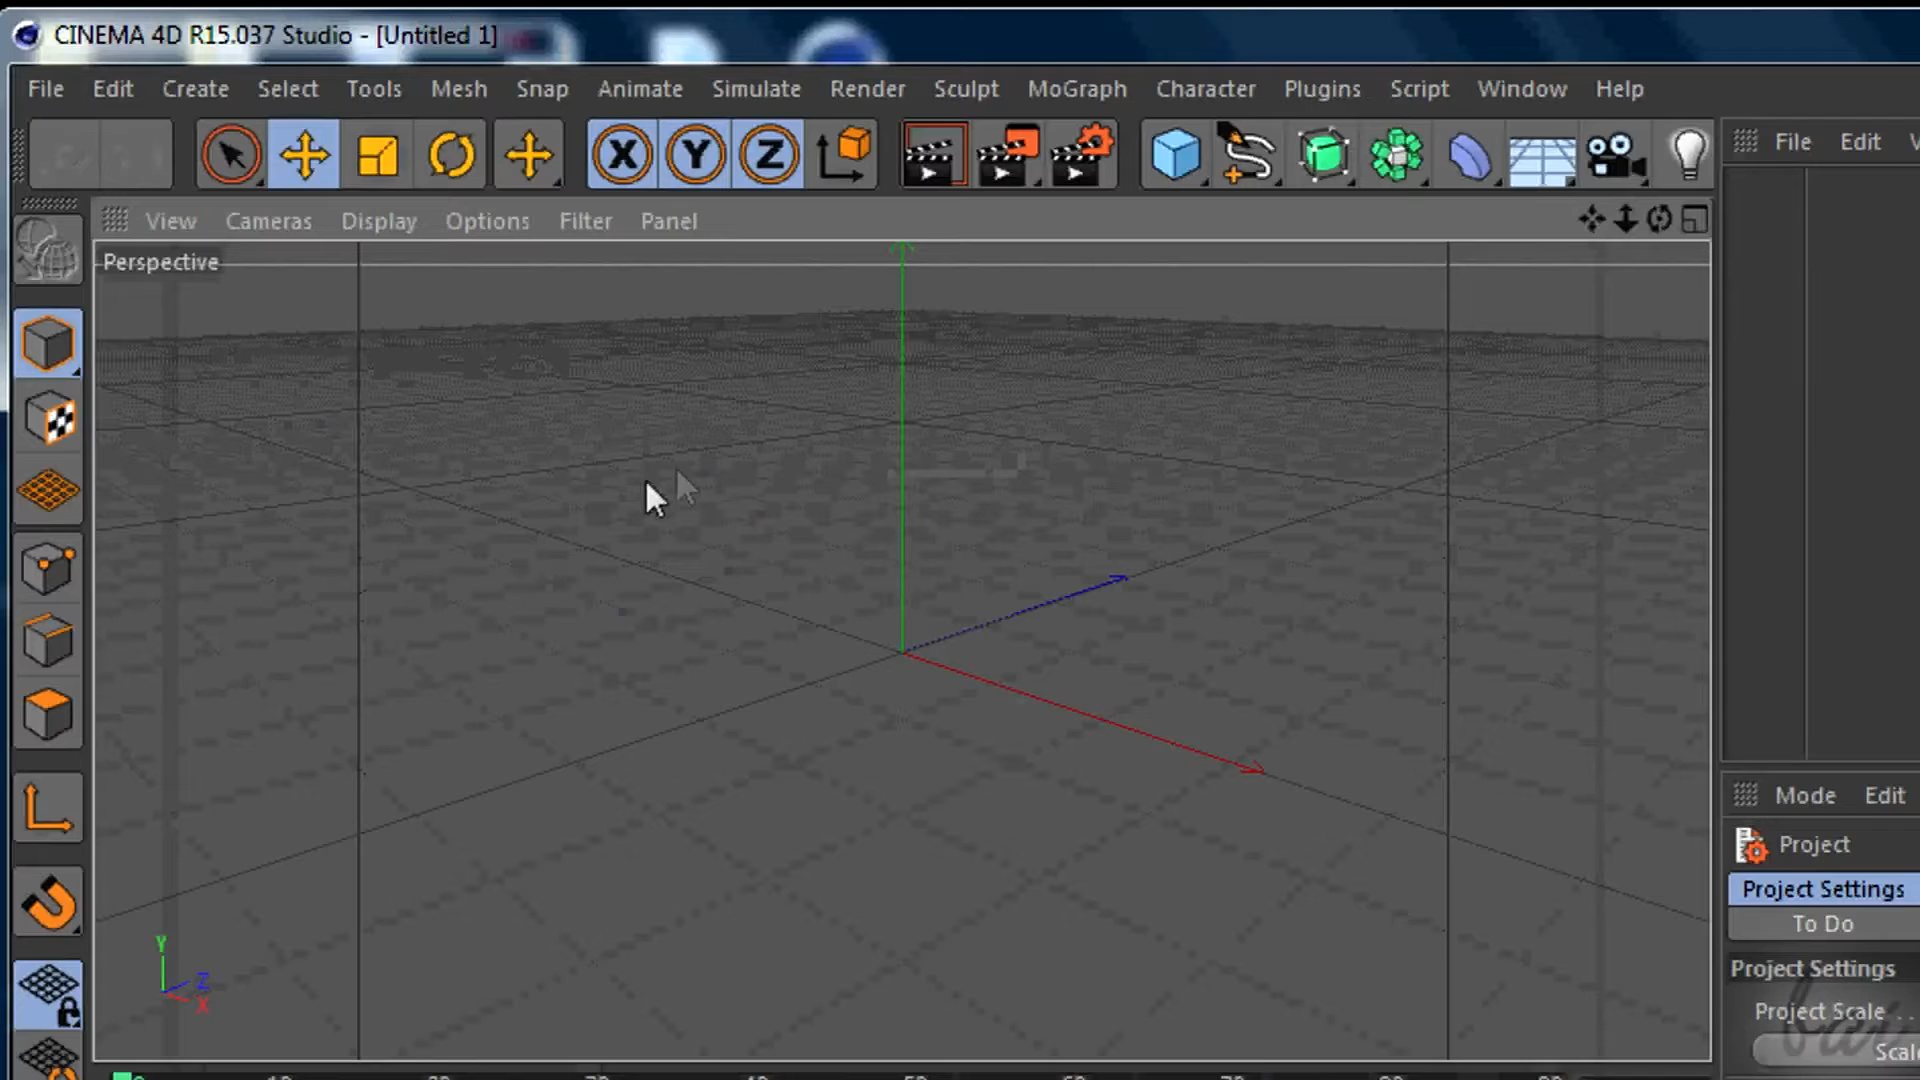 CINEMA 4D R15.037 Studio - [Untitled 1]
File Edit Create Select Tools Mesh Snap Animate Simulate Render Sculpt MoGraph Character Plugins Script Window Help
X Y Z
File Edit
View Cameras Display Options Filter Panel
Perspective
Mode Edit
Project
Project Settings
To Do
Project Settings
Project Scale . .
Y
Z
X